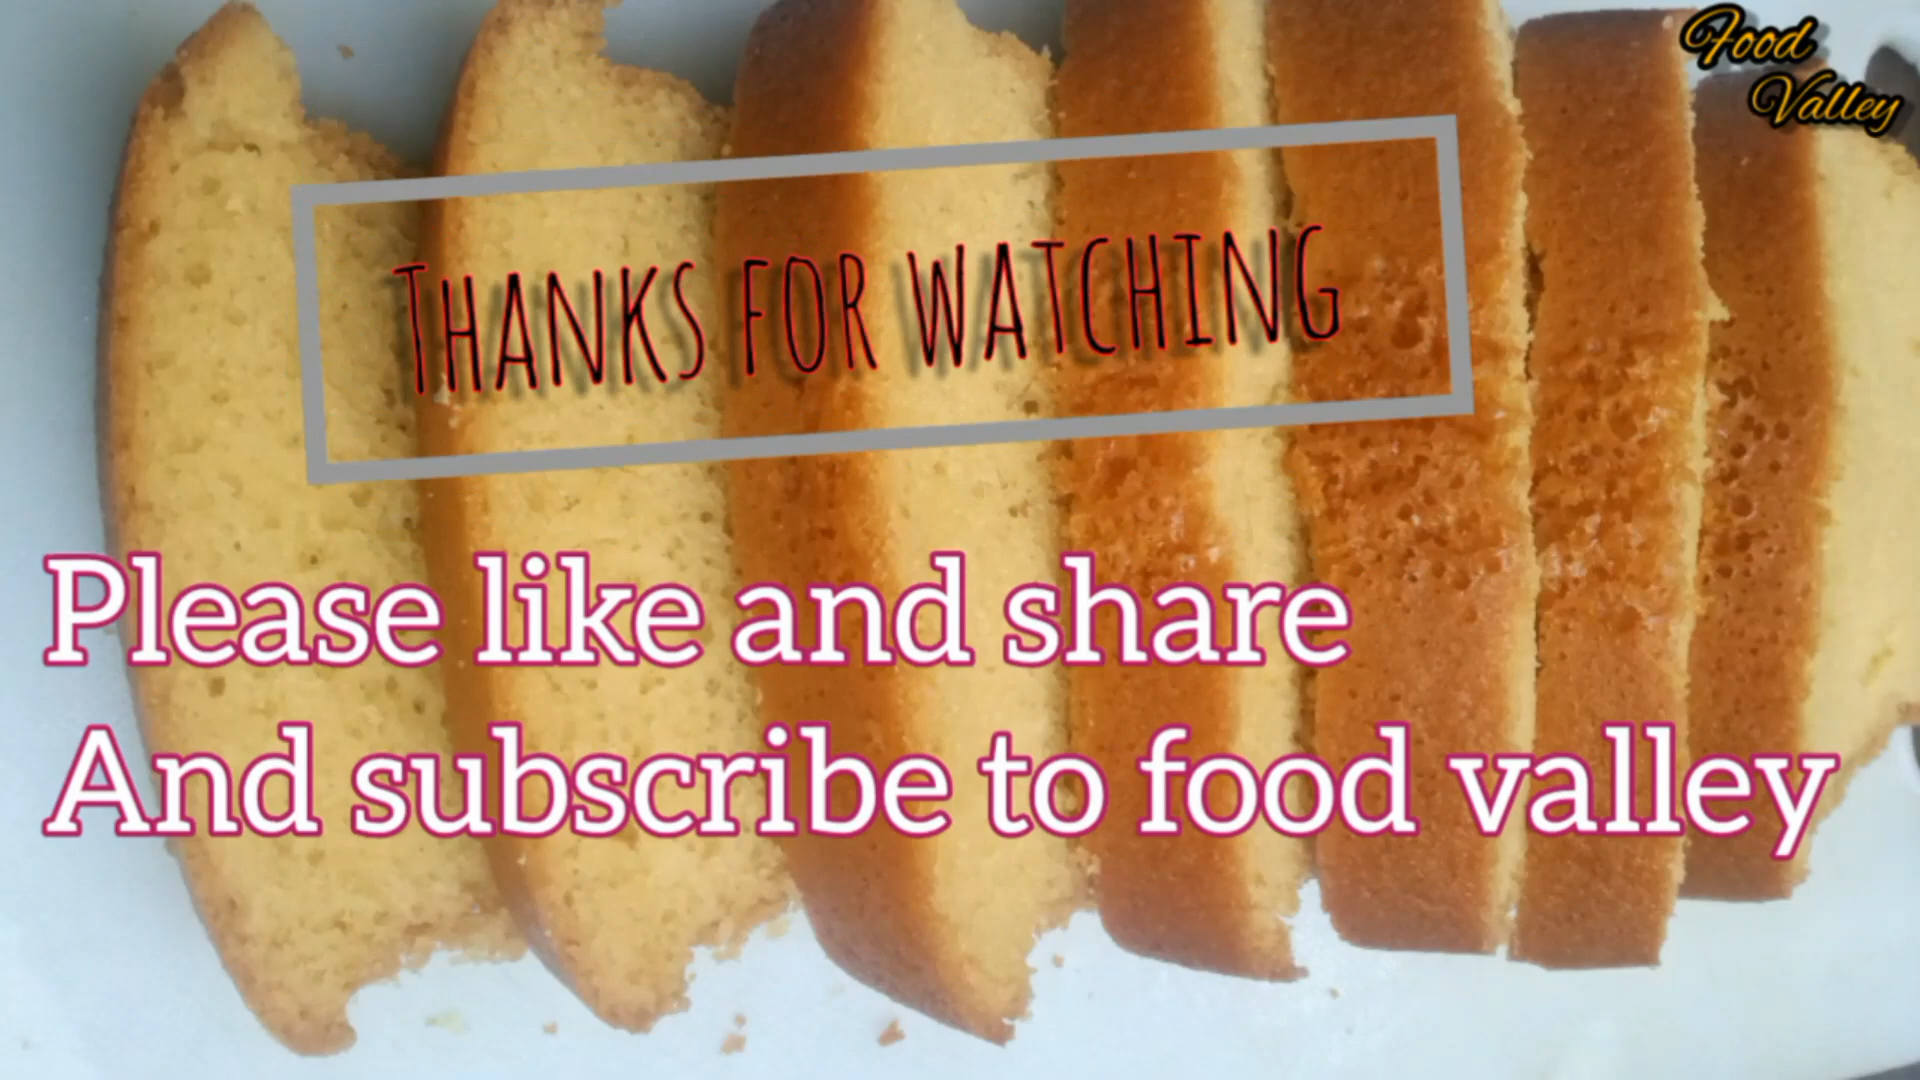 Food
Valley
THANKS FOR WATCHING
Please like and share
And subscribe to food valley